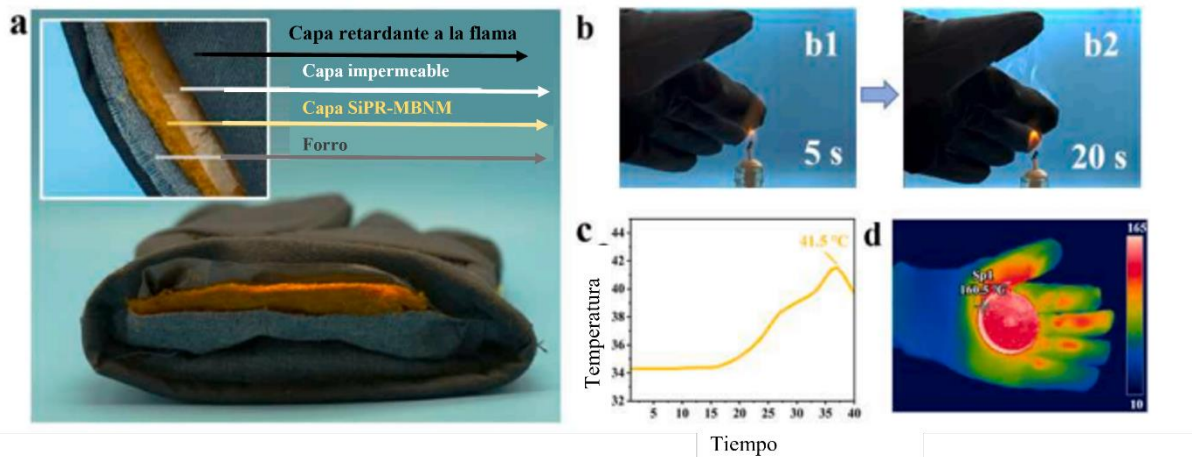 a
Capa retardante a la flama
Capa impermeable
Capa SiPR-MBNM
Forro
b
b1
5 s
b2
20 s
c
Temperatura
44
42
40
38
36
34
32
41.5 °C
5 10 15 20 25 30 35 40
Tiempo
d
Sp1
160.5 °C
165
10